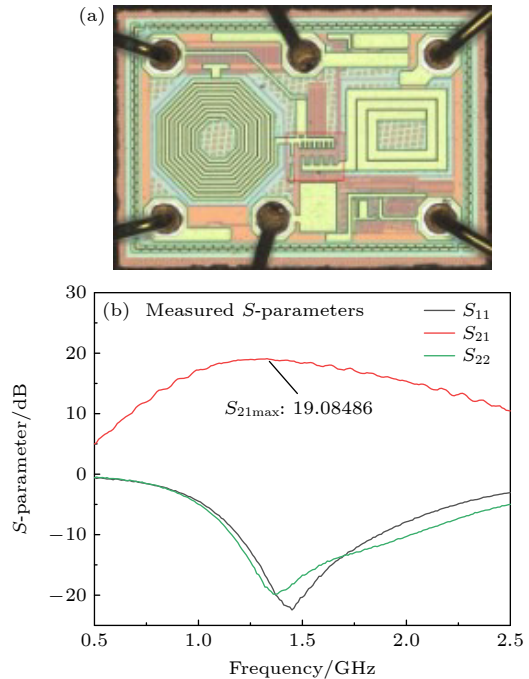 (a)
(b) Measured S-parameters
S11
S21
S22
S21max: 19.08486
S-parameter/dB
30
20
10
0
−10
−20
0.5 1.0 1.5 2.0 2.5
Frequency/GHz